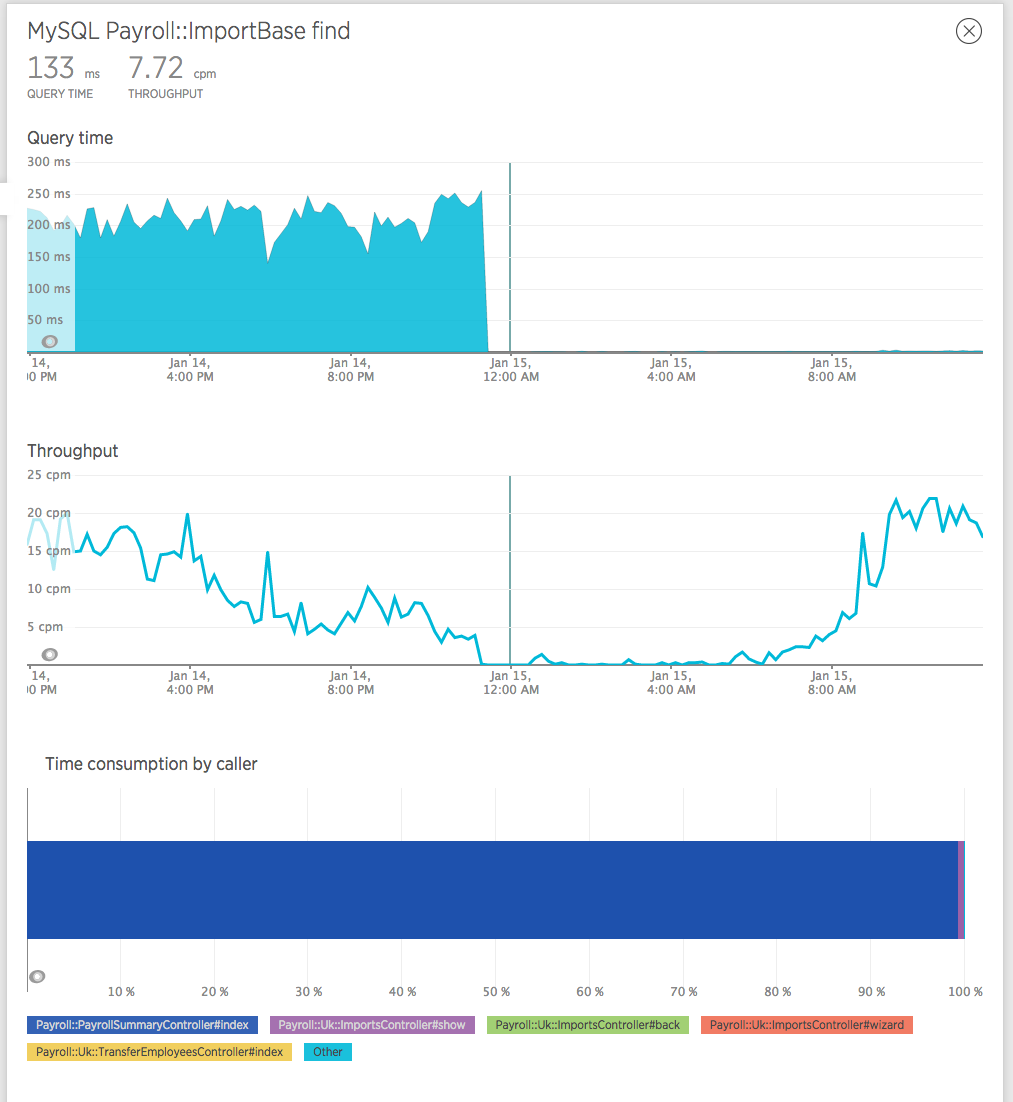 MySQL Payroll::ImportBase find
133 ms 7.72 cpm
QUERY TIME THROUGHPUT
Query time
300 ms
250 ms
200 ms
150 ms
100 ms
50 ms
14, Jan 14, Jan 14, Jan 15, Jan 15, Jan 15,
00 PM 4:00 PM 8:00 PM 12:00 AM 4:00 AM 8:00 AM
Throughput
25 cpm
20 cpm
15 cpm
10 cpm
5 cpm
14, Jan 14, Jan 14, Jan 15, Jan 15, Jan 15,
00 PM 4:00 PM 8:00 PM 12:00 AM 4:00 AM 8:00 AM
Time consumption by caller
10 % 20 % 30 % 40 % 50 % 60 % 70 % 80 % 90 % 100 %
Payroll::PayrollSummaryController#index Payroll::Uk::ImportsController#show Payroll::Uk::ImportsController#back Payroll::Uk::ImportsController#wizard
Payroll::Uk::TransferEmployeesController#index Other